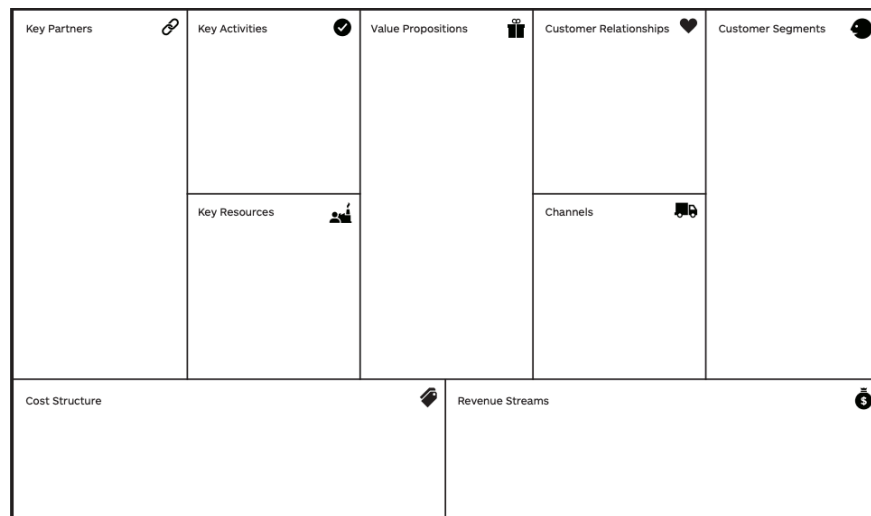 Key Partners
Key Activities
Value Propositions
Customer Relationships
Customer Segments
Key Resources
Channels
Cost Structure
Revenue Streams
$